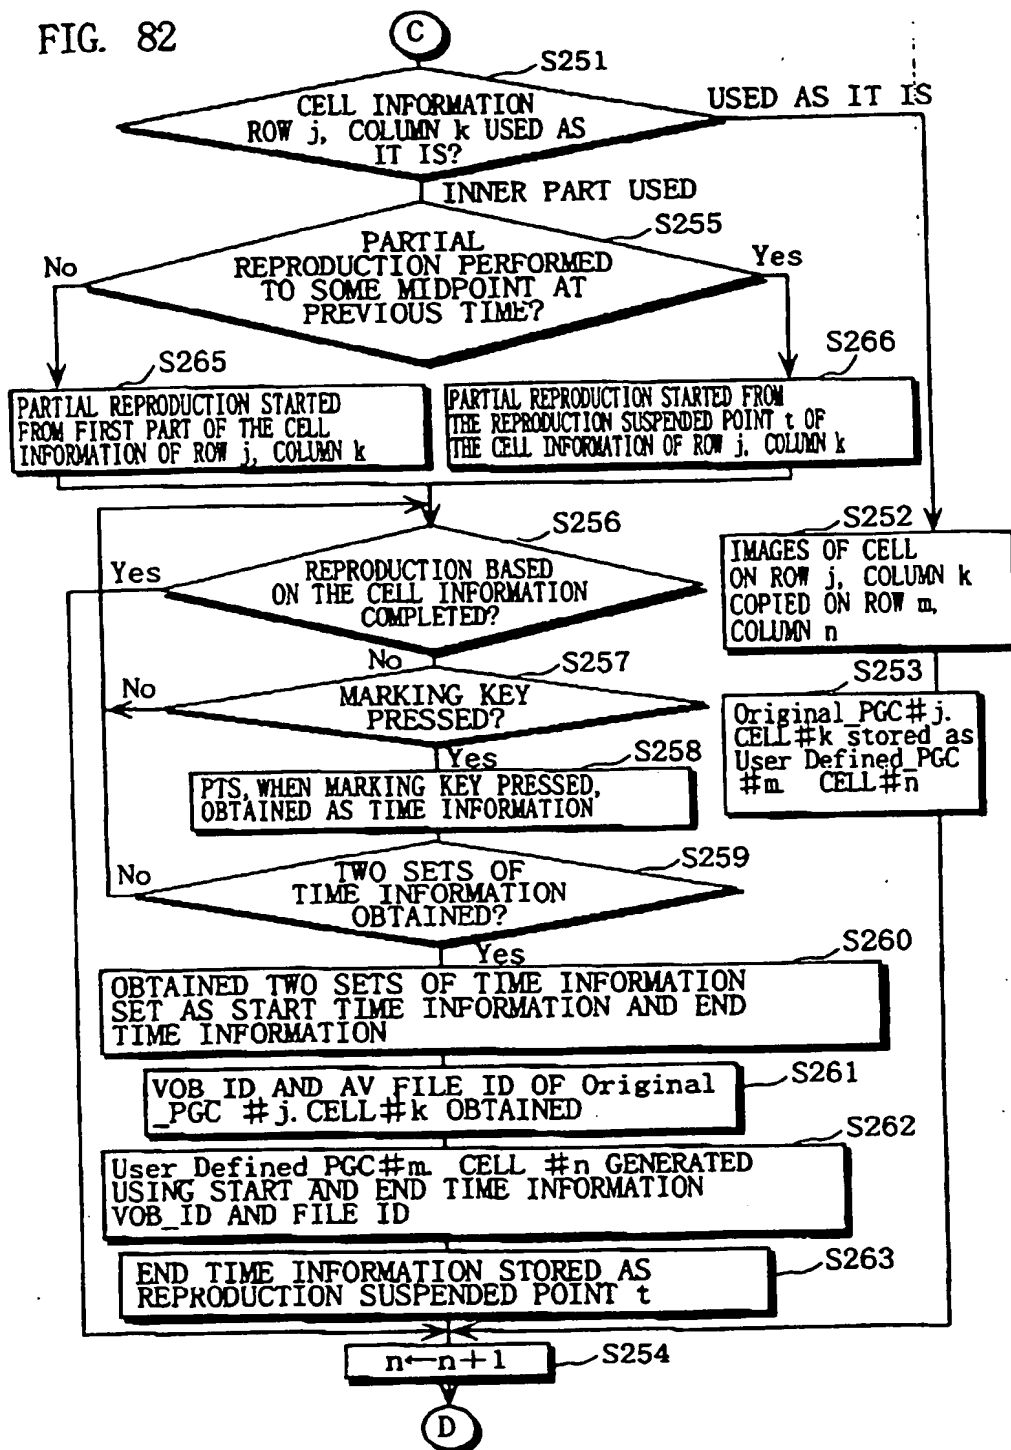 FIG. 82
C
S251
CELL INFORMATION
ROW j, COLUMN k USED AS
IT IS?
USED AS IT IS
INNER PART USED
S255
PARTIAL
REPRODUCTION PERFORMED
TO SOME MIDPOINT AT
PREVIOUS TIME?
No
Yes
S265
PARTIAL REPRODUCTION STARTED
FROM FIRST PART OF THE CELL
INFORMATION OF ROW j, COLUMN k
S266
PARTIAL REPRODUCTION STARTED FROM
THE REPRODUCTION SUSPENDED POINT t OF
THE CELL INFORMATION OF ROW j. COLUMN k
S256
REPRODUCTION BASED
ON THE CELL INFORMATION
COMPLETED?
Yes
No
S252
IMAGES OF CELL
ON ROW j, COLUMN k
COPIED ON ROW m,
COLUMN n
S257
MARKING KEY
PRESSED?
No
Yes
S253
Original_PGC#j.
CELL#k stored as
User Defined_PGC
#m CELL#n
S258
PTS, WHEN MARKING KEY PRESSED,
OBTAINED AS TIME INFORMATION
S259
TWO SETS OF
TIME INFORMATION
OBTAINED?
No
Yes
S260
OBTAINED TWO SETS OF TIME INFORMATION
SET AS START TIME INFORMATION AND END
TIME INFORMATION
S261
VOB_ID AND AV FILE ID OF Original
_PGC #j. CELL#k OBTAINED
S262
User_Defined_PGC#m. CELL #n GENERATED
USING START AND END TIME INFORMATION
VOB_ID AND FILE ID
S263
END TIME INFORMATION STORED AS
REPRODUCTION SUSPENDED POINT t
S254
n←n+1
D